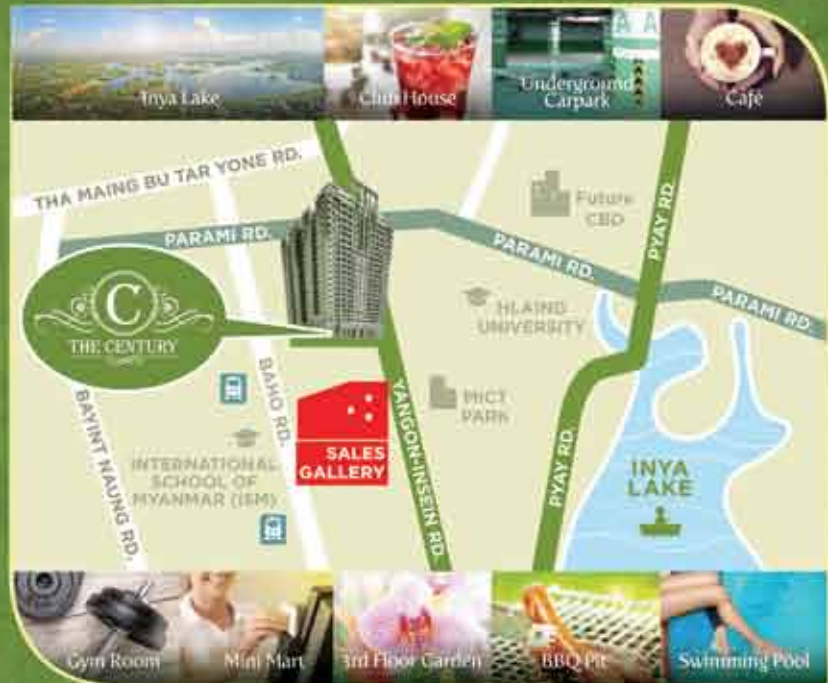 Inya Lake
Club House
Underground
Carpark
Café
THA MAING BU TAR YONE RD.
PARAMI RD.
C
THE CENTURY
Future
CBD
PYAY RD.
PARAMI RD.
PARAMI RD.
HLAIND
UNIVERSITY
BAYINT NAUNG RD.
BAHO RD.
YANGON-INSEIN RD
MICT
PARK
SALES
GALLERY
INTERNATIONAL
SCHOOL OF
MYANMAR (ISM)
PYAY RD.
INYA
LAKE
Gym Room
Mini Mart
3rd Floor Garden
BBQ Pit
Swimming Pool